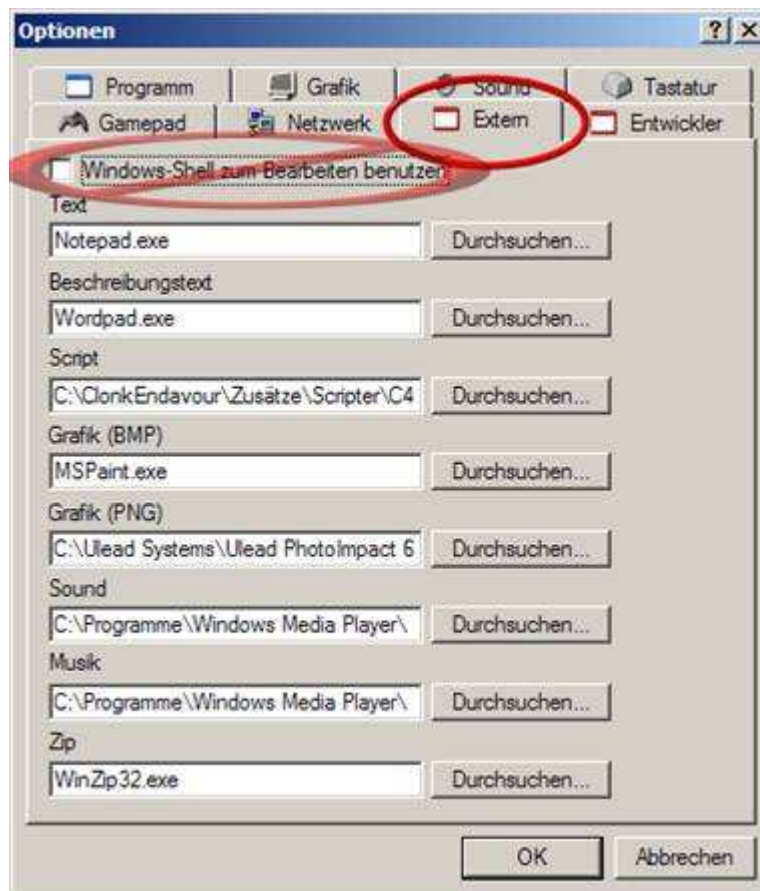 Optionen
Programm Grafik Sound Tastatur
Gamepad Netzwerk Extern Entwickler
Windows-Shell zum Bearbeiten benutzen
Text
Notepad.exe Durchsuchen...
Beschreibungstext
Wordpad.exe Durchsuchen...
Script
C:\ClonkEndavour\Zusätze\Scripter\C4 Durchsuchen...
Grafik (BMP)
MSPaint.exe Durchsuchen...
Grafik (PNG)
C:\Ulead Systems\Ulead PhotoImpact 6 Durchsuchen...
Sound
C:\Programme\Windows Media Player\ Durchsuchen...
Musik
C:\Programme\Windows Media Player\ Durchsuchen...
Zip
WinZip32.exe Durchsuchen...
OK Abbrechen